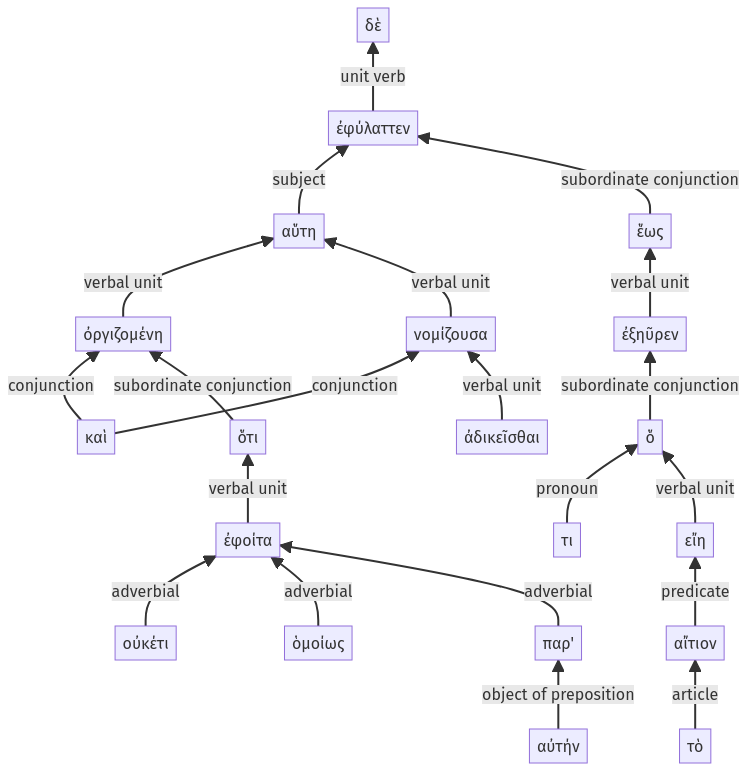 δὲ
unit verb
ἐφύλαττεν
subject
subordinate conjunction
αὕτη
ἕως
verbal unit
verbal unit
verbal unit
ὀργιζομένη
νομίζουσα
ἐξηῦρεν
conjunction
subordinate conjunction
conjunction
verbal unit
subordinate conjunction
καὶ
ὅτι
ἀδικεῖσθαι
ὅ
verbal unit
pronoun
verbal unit
ἐφοίτα
τι
εἴη
adverbial
adverbial
adverbial
predicate
οὐκέτι
ὁμοίως
παρ'
αἴτιον
object of preposition
article
αὐτήν
τὸ